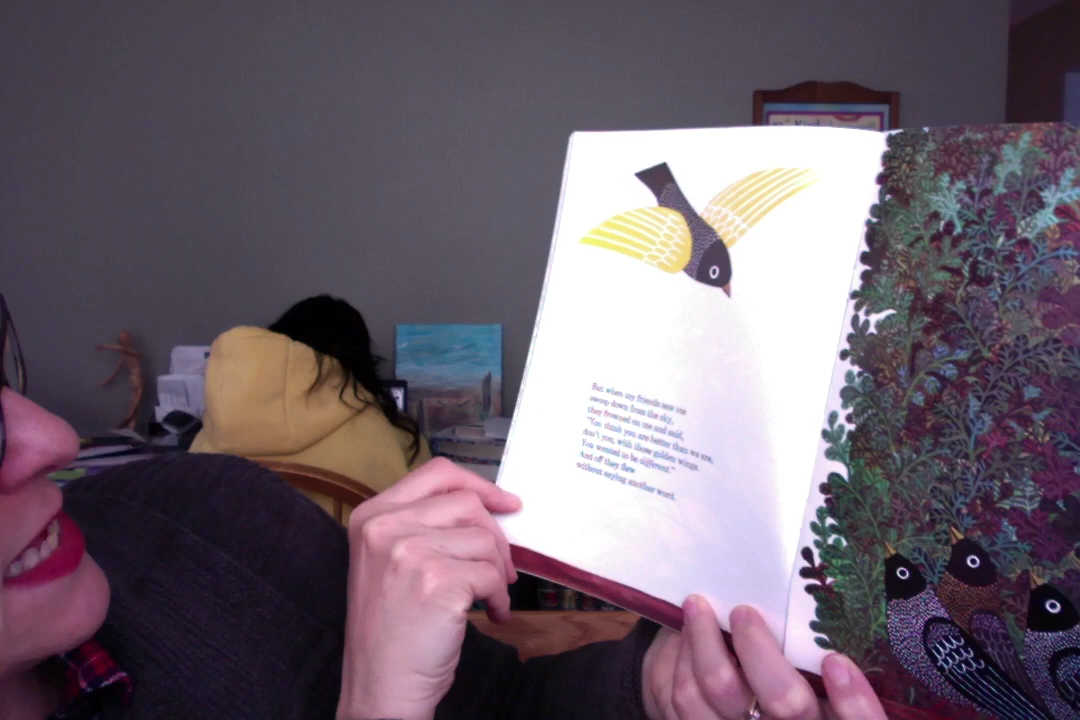 But when my friends saw me
swoop down from the sky,
they frowned on me and said,
"You think you are better than we are,
don't you, with those golden wings.
You wanted to be different."
And off they flew
without saying another word.